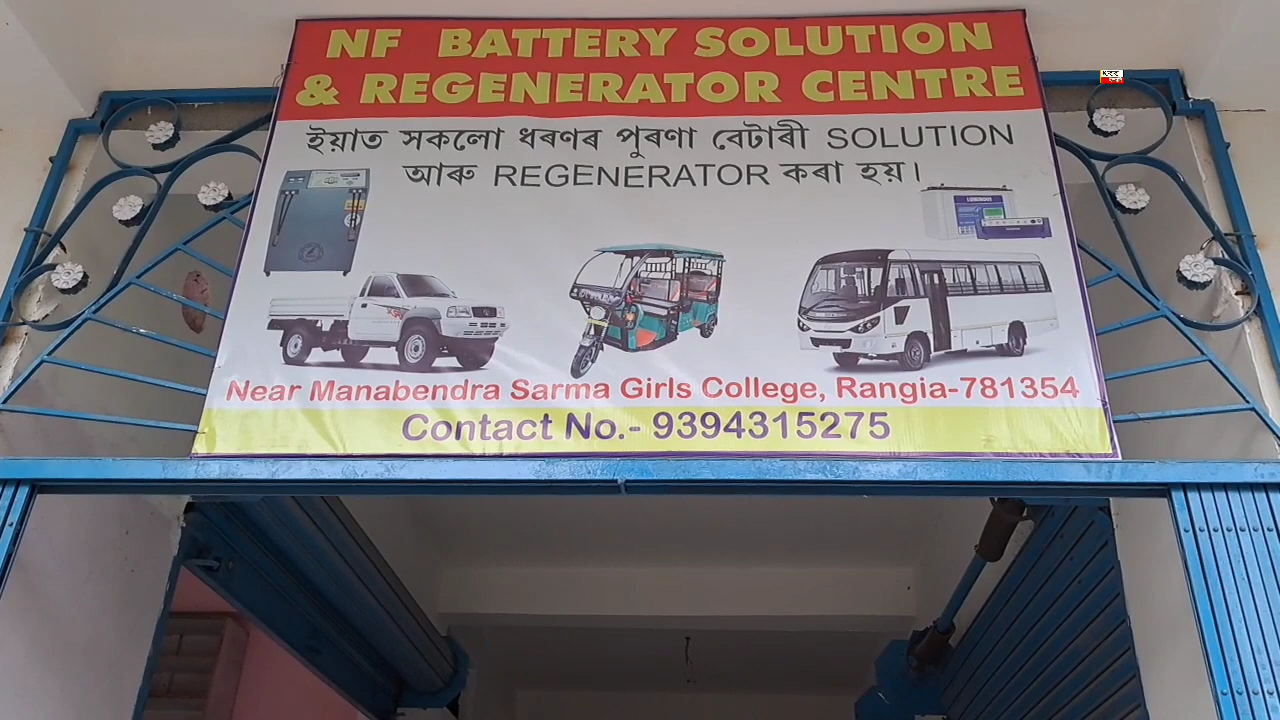 NF BATTERY SOLUTION
& REGENERATOR CENTRE
ইয়াত সকলো ধৰণৰ পুৰণা বেটাৰী SOLUTION
আৰু REGENERATOR কৰা হয়।
LUMINOUS
Near Manabendra Sarma Girls College, Rangia-781354
Contact No.- 9394315275